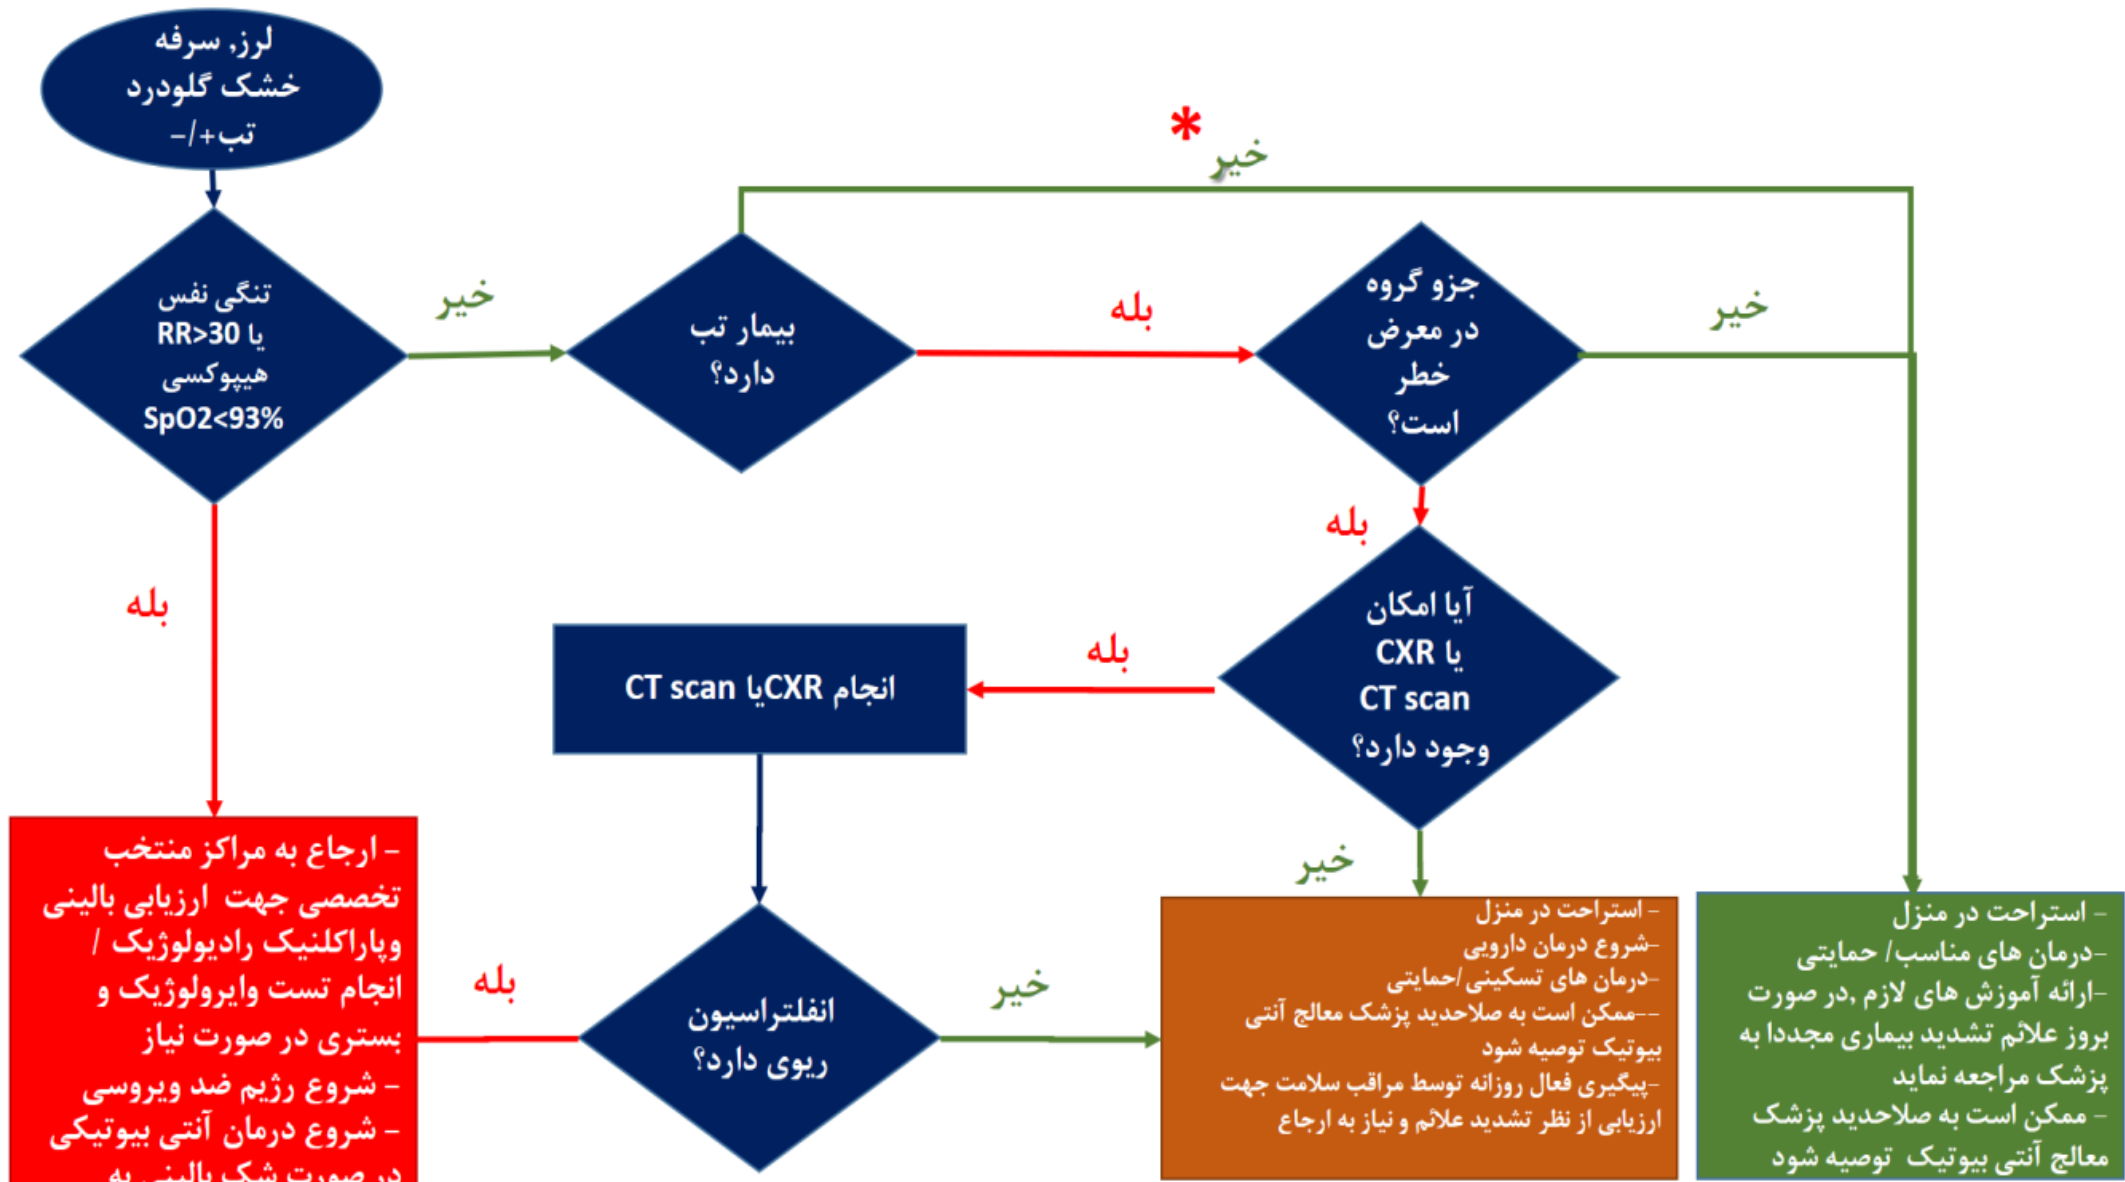 لرز, سرفه
خشک گلودرد
تب+/-
*
خیر
تنگی نفس
یا RR>30
هیپوکسی
SpO2<93%
خیر
بیمار تب
دارد؟
بله
جزو گروه
در معرض
خطر
است؟
خیر
بله
بله
آیا امکان
CXR یا
CT scan
وجود دارد؟
بله
انجام CXRیا CT scan
خیر
- ارجاع به مراکز منتخب
تخصصی جهت ارزیابی بالینی
وپاراکلنیک رادیولوژیک /
انجام تست وایرولوژیک و
بستری در صورت نیاز
- شروع رژیم ضد ویروسی
- شروع درمان آنتی بیوتیکی
در صورت شک بالینی به
بله
انفلتراسیون
ریوی دارد؟
خیر
- استراحت در منزل
-شروع درمان دارویی
-درمان های تسکینی/حمایتی
--ممکن است به صلاحدید پزشک معالج آنتی
بیوتیک توصیه شود
-پیگیری فعال روزانه توسط مراقب سلامت جهت
ارزیابی از نظر تشدید علائم و نیاز به ارجاع
- استراحت در منزل
-درمان های مناسب/ حمایتی
-ارائه آموزش های لازم ,در صورت
بروز علائم تشدید بیماری مجددا به
پزشک مراجعه نماید
- ممکن است به صلاحدید پزشک
معالج آنتی بیوتیک توصیه شود